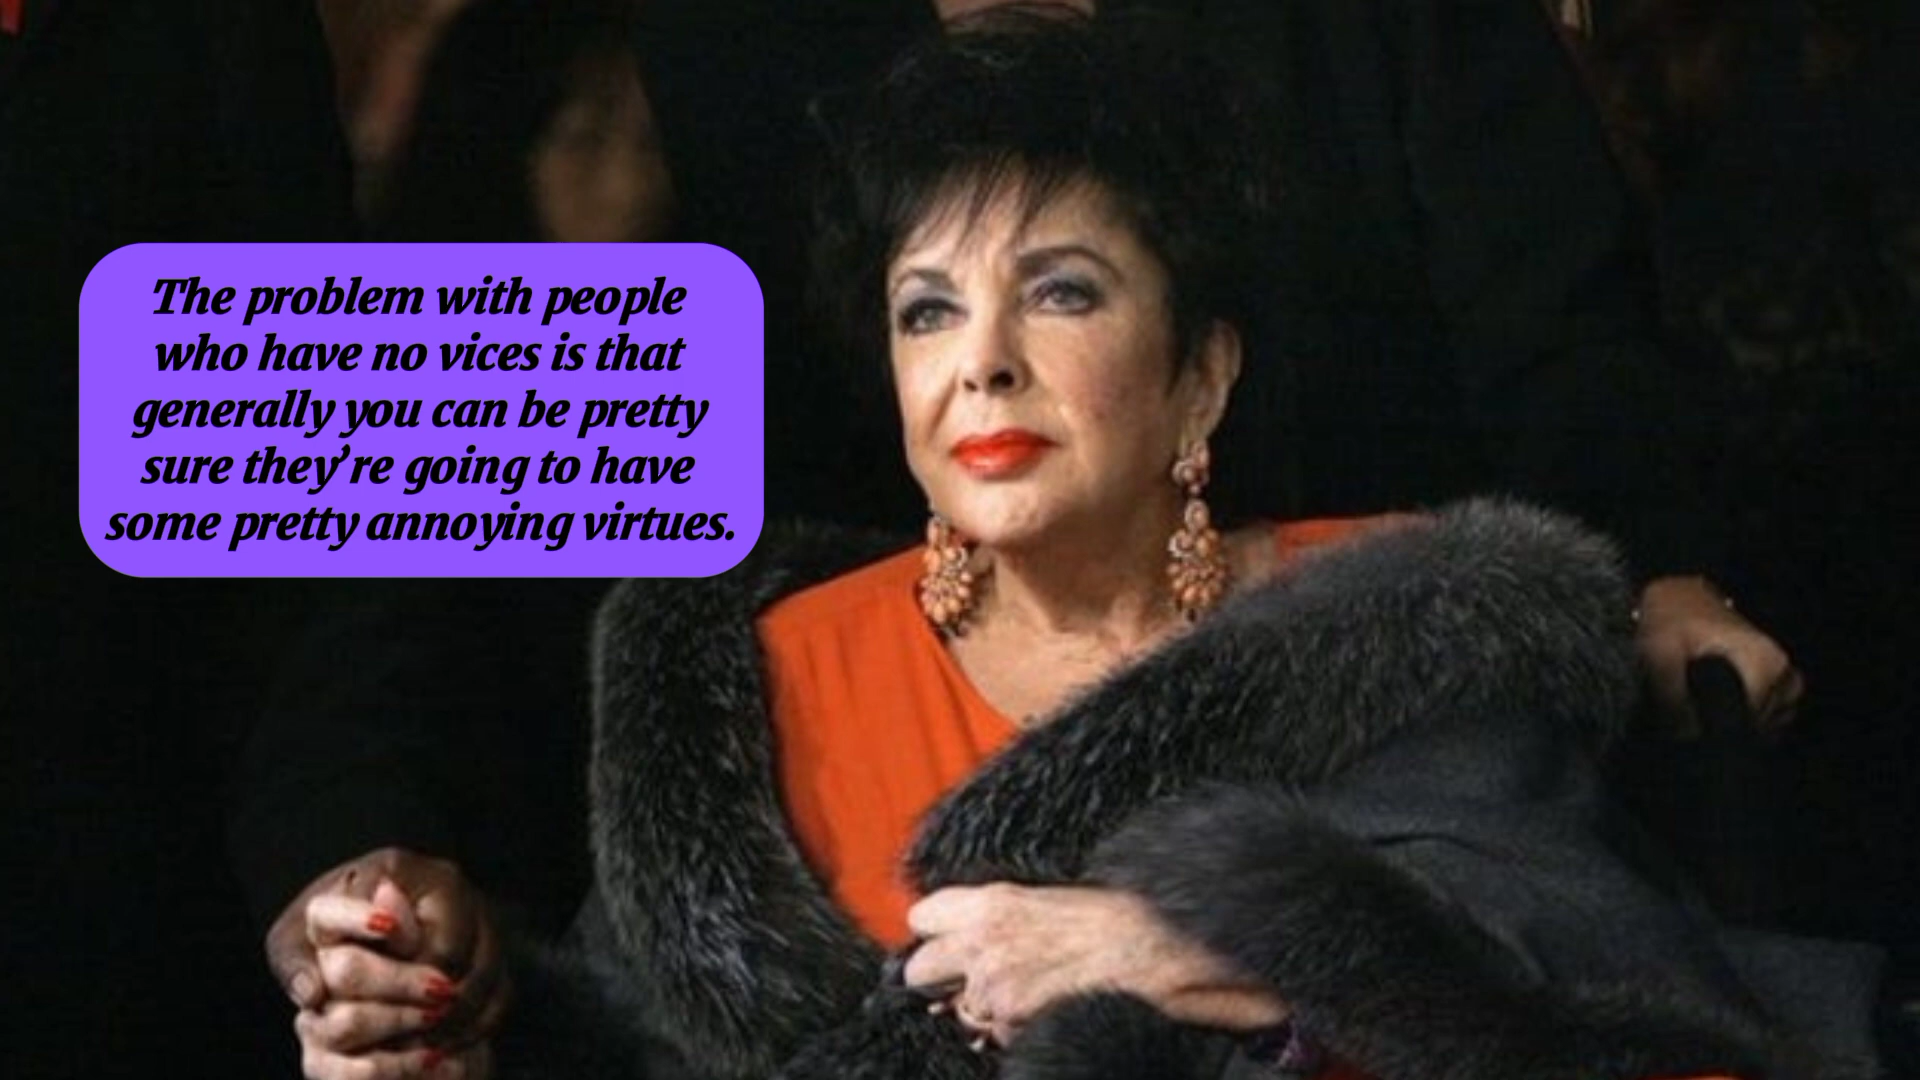 The problem with people
who have no vices is that
generally you can be pretty
sure they’re going to have
some pretty annoying virtues.